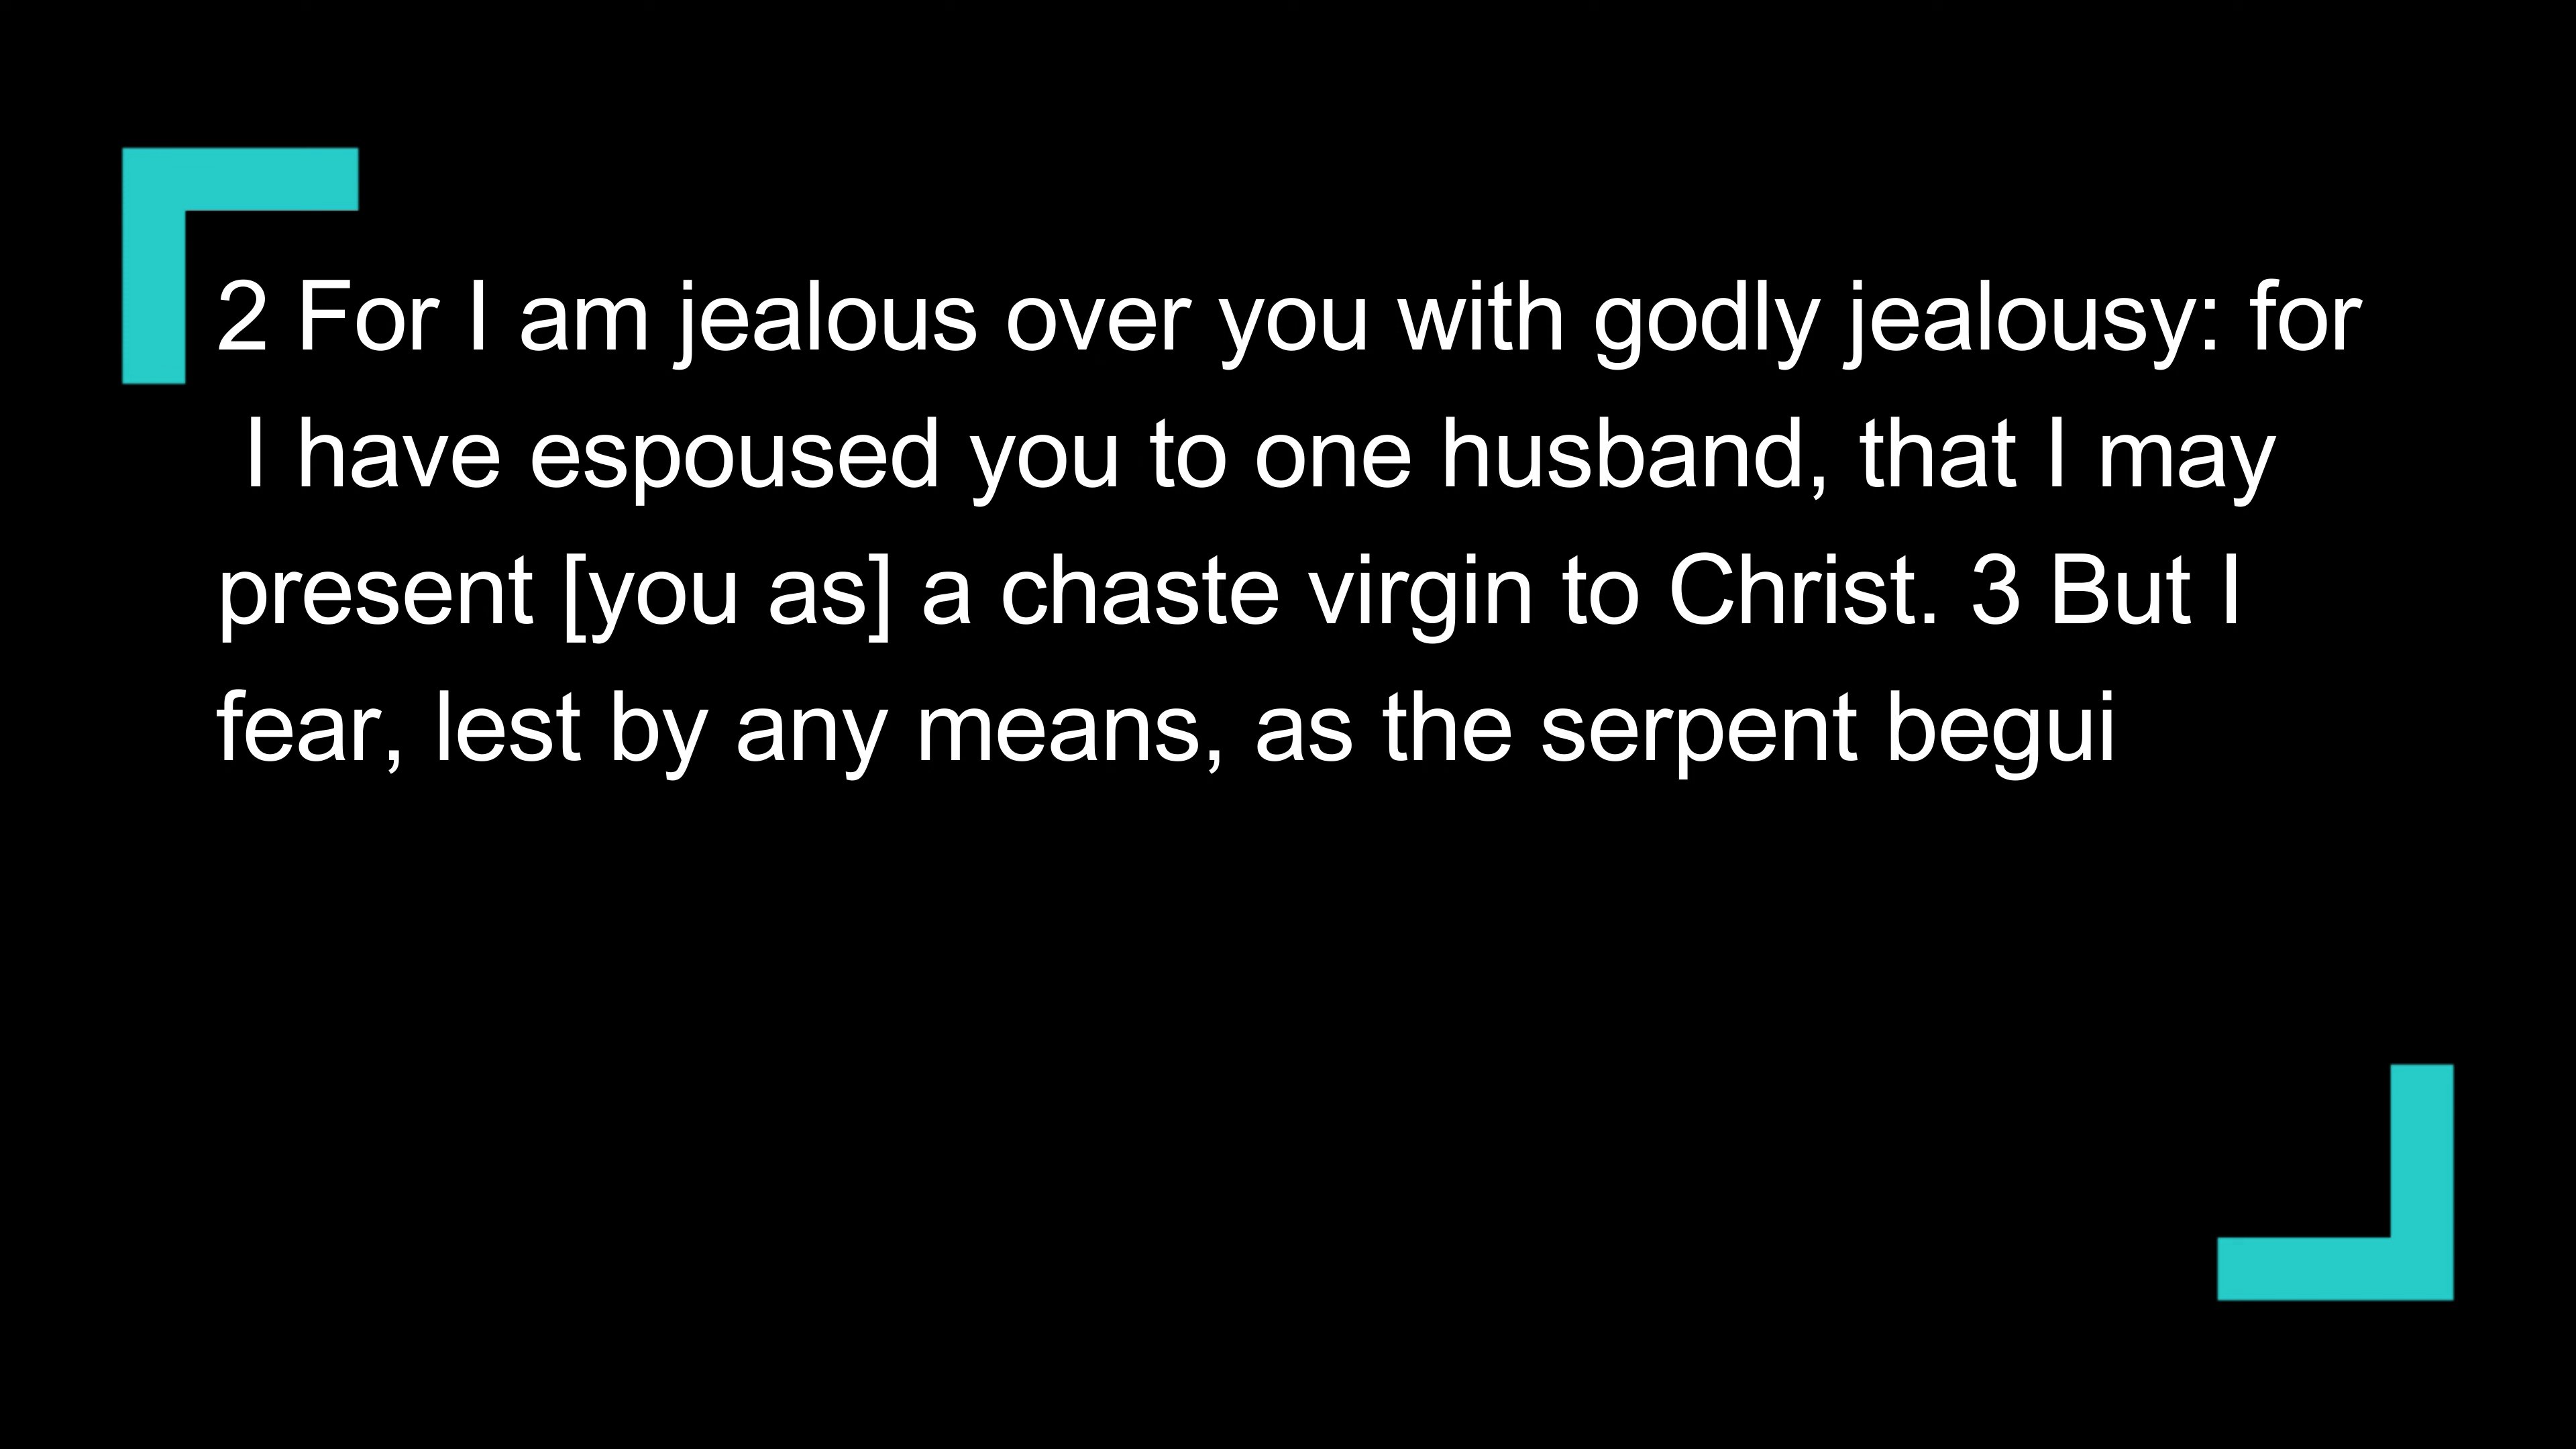 2 For I am jealous over you with godly jealousy: for
I have espoused you to one husband, that I may
present [you as] a chaste virgin to Christ. 3 But I
fear, lest by any means, as the serpent begui